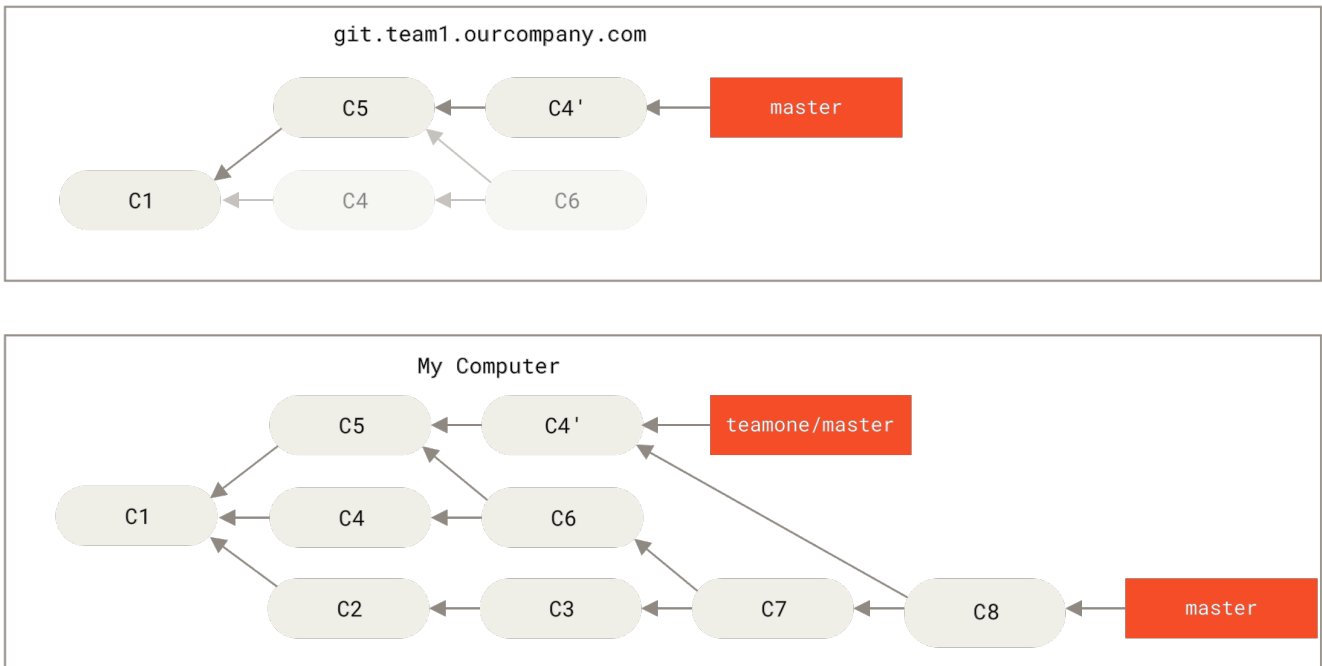 git.team1.ourcompany.com
C5 C4' master
C1 C4 C6
My Computer
C5 C4' teamone/master
C1 C4 C6
C2 C3 C7 C8 master